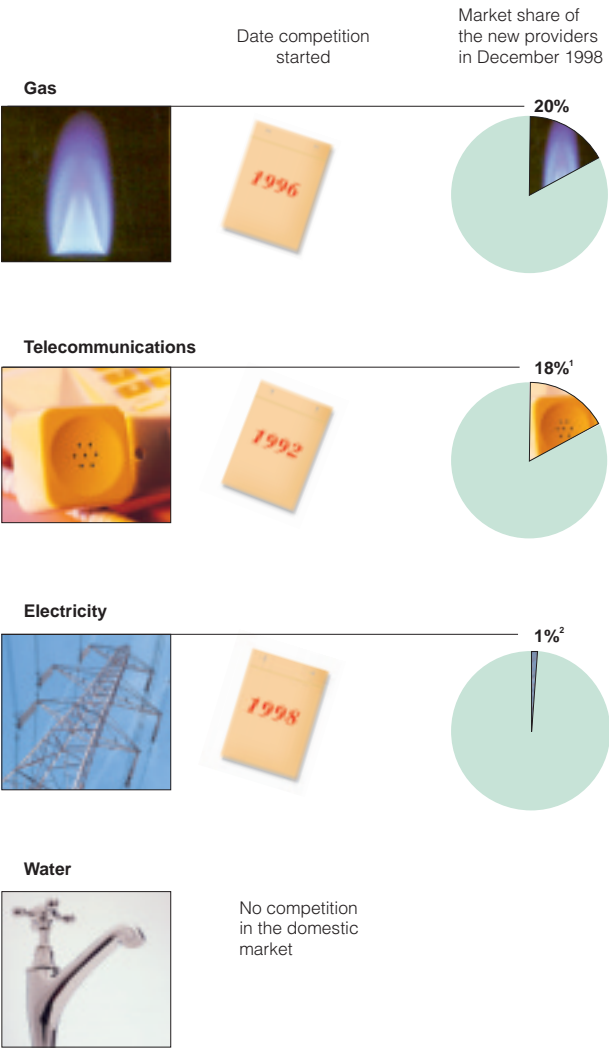 Date competition
started
Market share of
the new providers
in December 1998
Gas
20%
1996
Telecommunications
18%¹
1992
Electricity
1%²
1998
Water
No competition
in the domestic
market